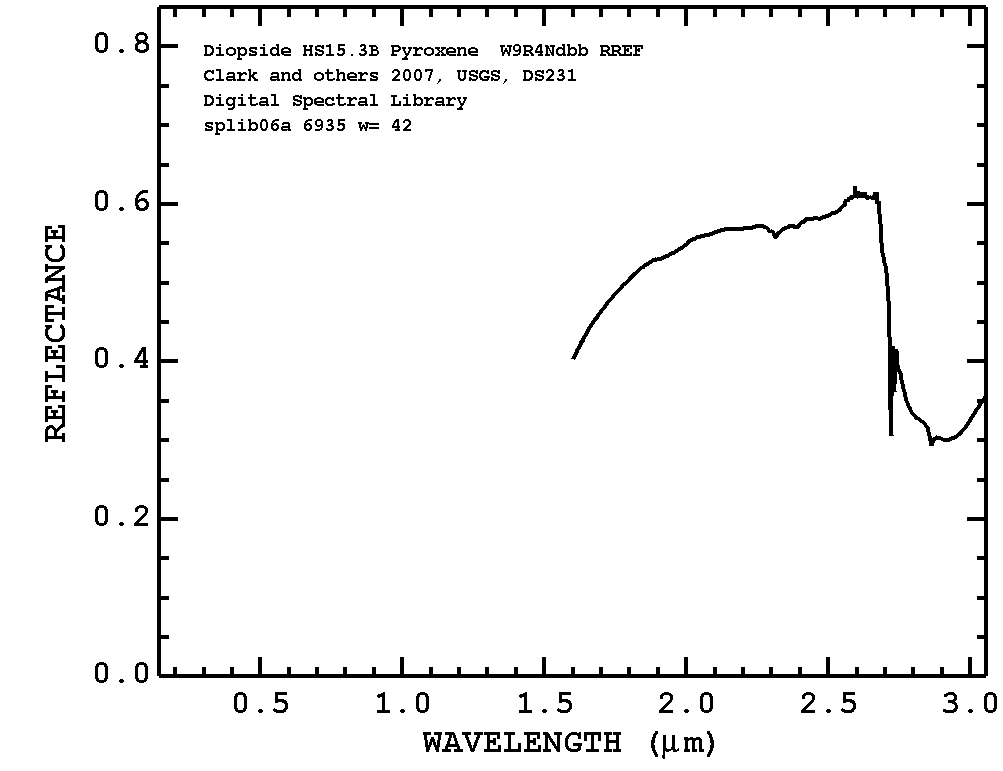 0.8
Diopside HS15.3B Pyroxene W9R4Ndbb RREF
Clark and others 2007, USGS, DS231
Digital Spectral Library
splib06a 6935 w= 42
0.6
0.4
0.2
0.0
REFLECTANCE
0.5 1.0 1.5 2.0 2.5 3.0
WAVELENGTH (μm)